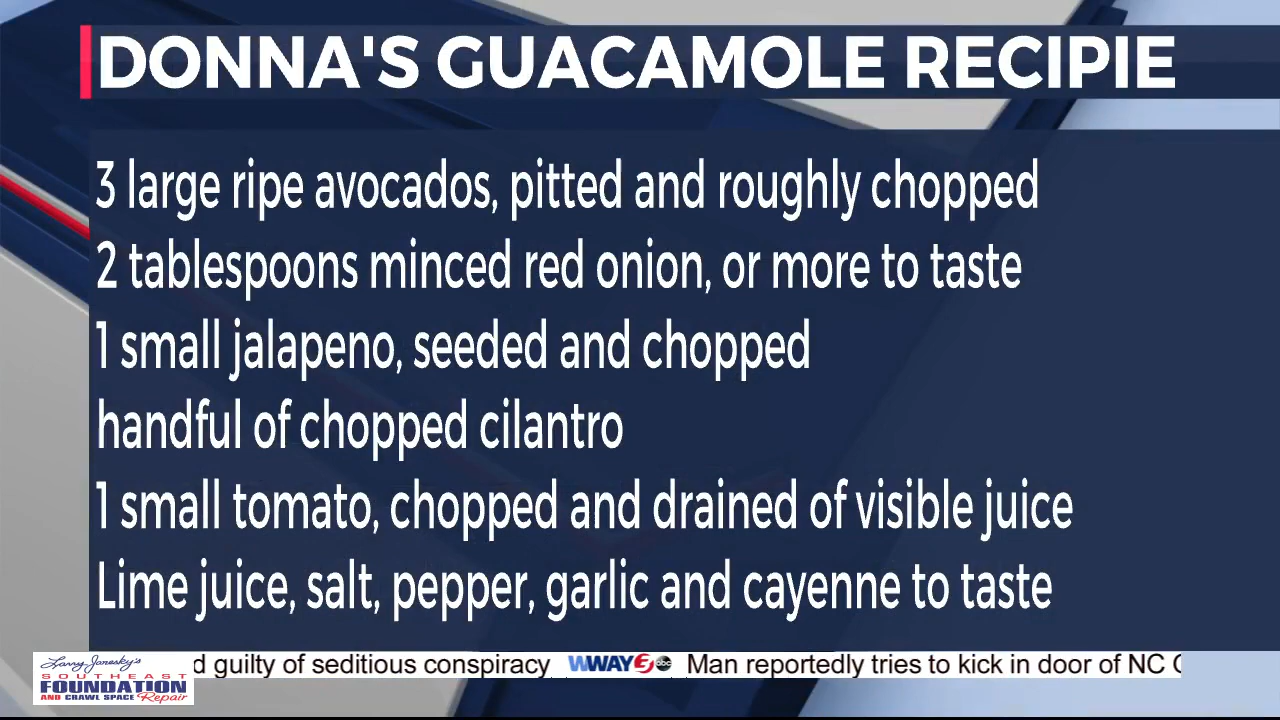 DONNA'S GUACAMOLE RECIPIE
3 large ripe avocados, pitted and roughly chopped
2 tablespoons minced red onion, or more to taste
1 small jalapeno, seeded and chopped
handful of chopped cilantro
1 small tomato, chopped and drained of visible juice
Lime juice, salt, pepper, garlic and cayenne to taste
Larry Janesky's
SOUTHEAST
FOUNDATION
AND CRAWL SPACE Repair
d guilty of seditious conspiracy WWAY 3 abc Man reportedly tries to kick in door of NC